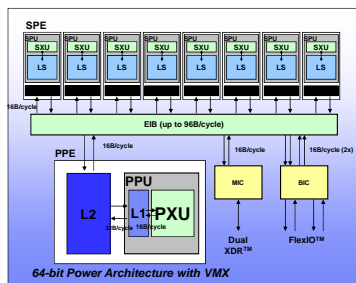 SPE
SPU SPU SPU SPU SPU SPU SPU SPU
SXU SXU SXU SXU SXU SXU SXU SXU
LS LS LS LS LS LS LS LS
16B/cycle
EIB (up to 96B/cycle)
16B/cycle 16B/cycle 16B/cycle (2x)
PPE
PPU
MIC BIC
L2 L1 PXU
32B/cycle 16B/cycle
Dual XDR™ FlexIO™
64-bit Power Architecture with VMX